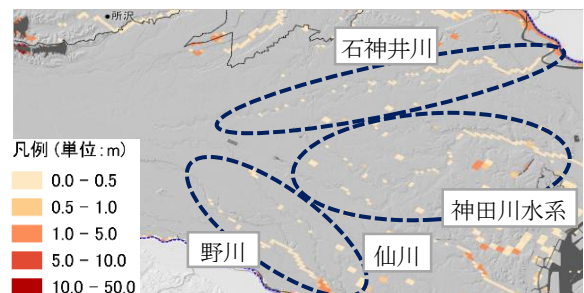 所沢
石神井川
凡例 (単位:m)
0.0 - 0.5
0.5 - 1.0
1.0 - 5.0
5.0 - 10.0
10.0 - 50.0
神田川水系
野川
仙川